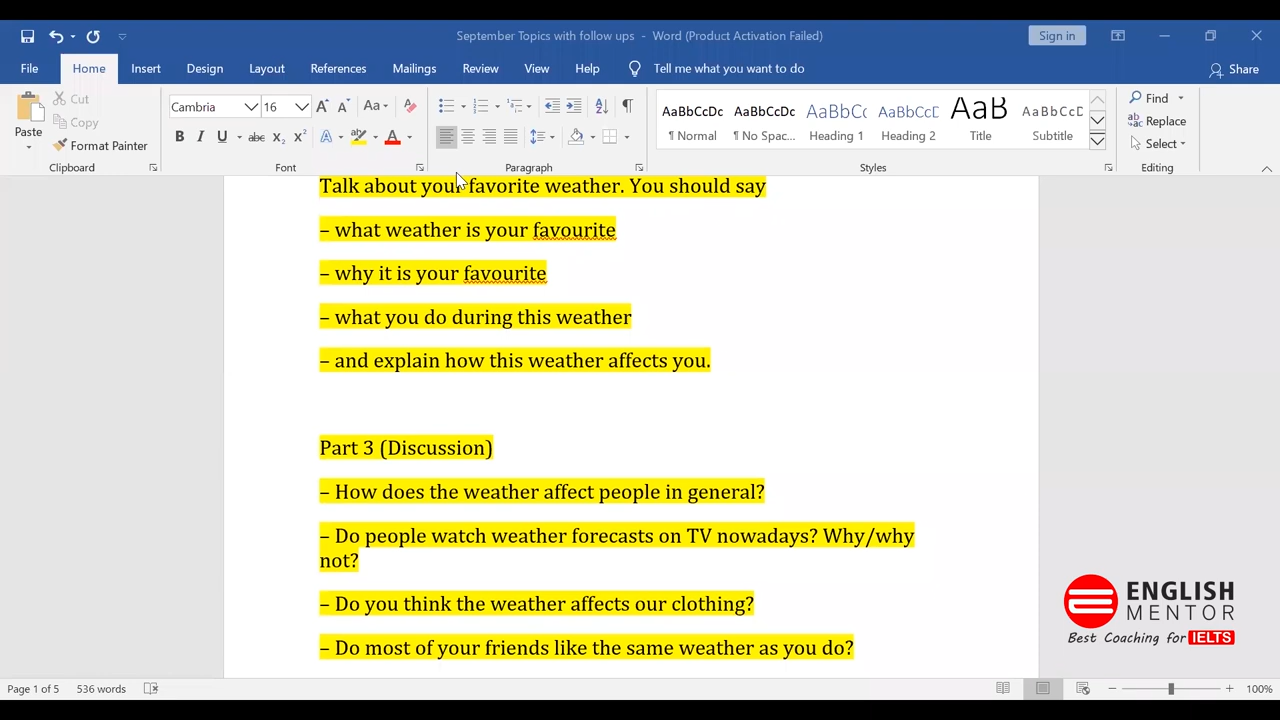 September Topics with follow ups - Word (Product Activation Failed)
Sign in
File Home Insert Design Layout References Mailings Review View Help Tell me what you want to do Share
Paste
Cut
Copy
Format Painter
Clipboard
Cambria 16
Font
Paragraph
AaBbCcDc AaBbCcDc AaBbCc AaBbCcD AaB AaBbCcD
¶ Normal ¶ No Spac... Heading 1 Heading 2 Title Subtitle
Styles
Find
Replace
Select
Editing
Talk about your favorite weather. You should say
– what weather is your favourite
– why it is your favourite
– what you do during this weather
– and explain how this weather affects you.
Part 3 (Discussion)
– How does the weather affect people in general?
– Do people watch weather forecasts on TV nowadays? Why/why
not?
– Do you think the weather affects our clothing?
– Do most of your friends like the same weather as you do?
ENGLISH
MENTOR
Best Coaching for IELTS
Page 1 of 5 536 words 100%